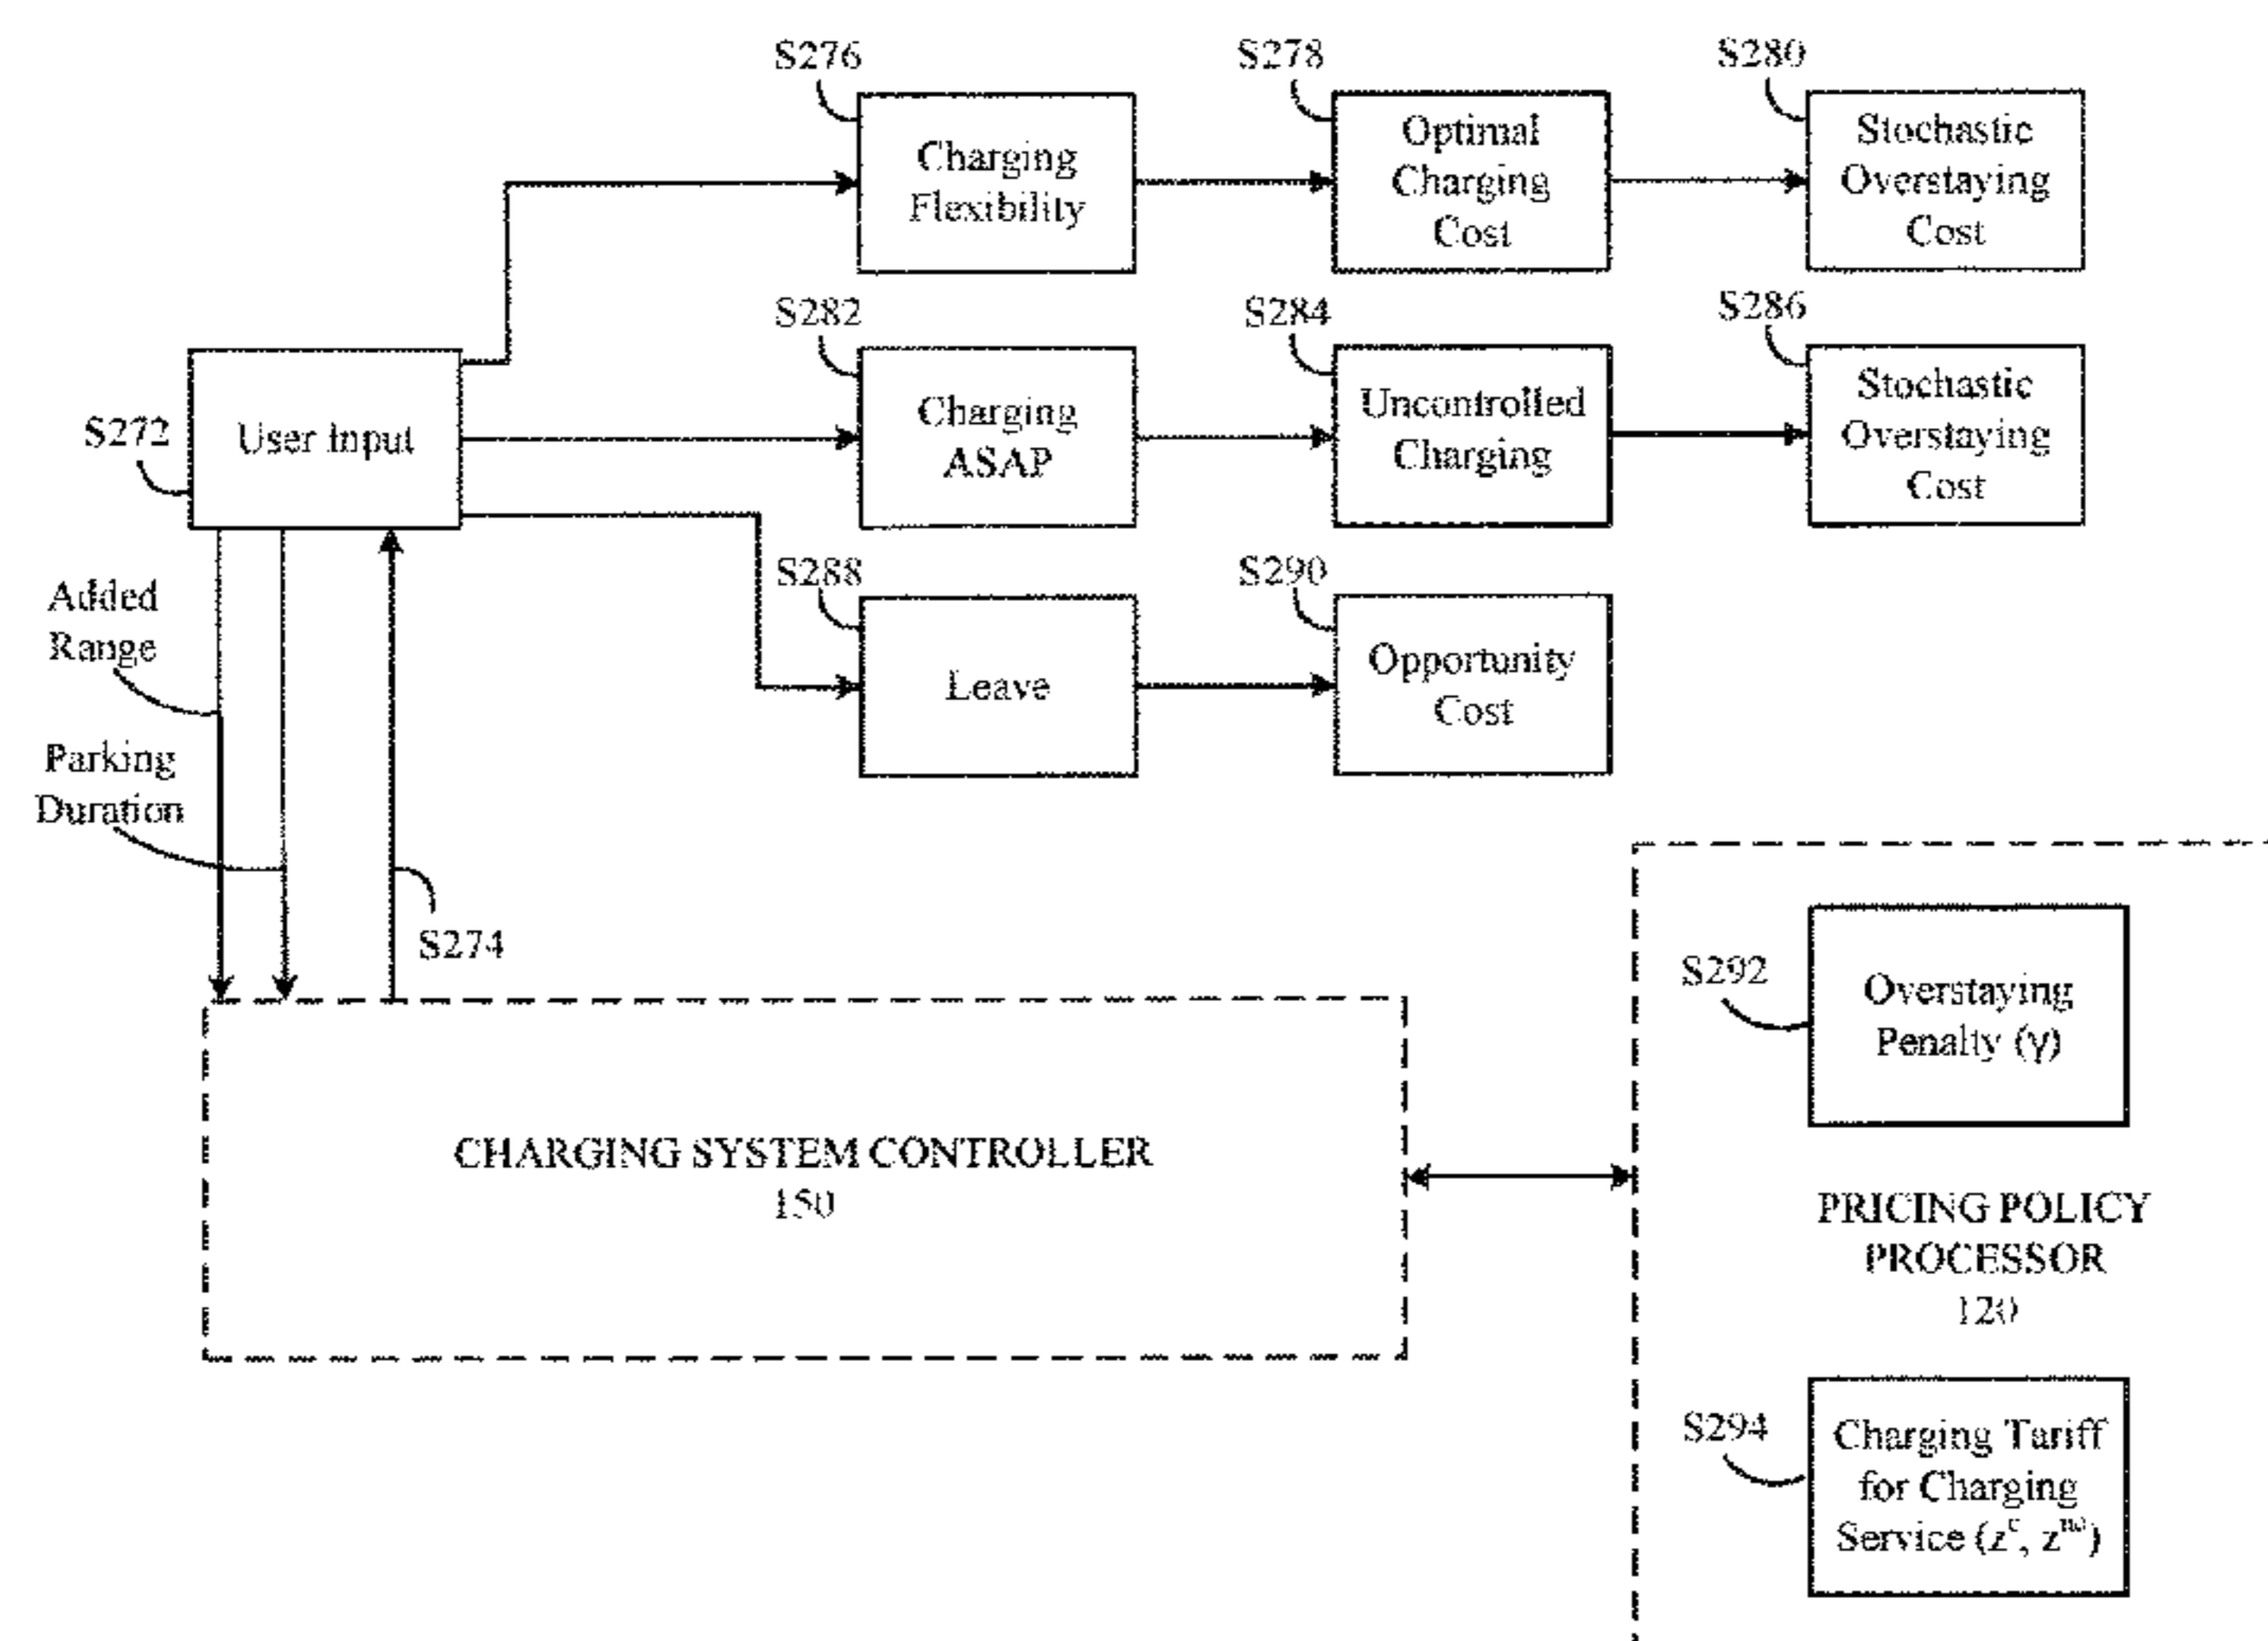 S276
S278
S280
Charging
Flexibility
Optimal
Charging
Cost
Stochastic
Overstaying
Cost
S282
S284
S286
S272
User Input
Charging
ASAP
Uncontrolled
Charging
Stochastic
Overstaying
Cost
S288
S290
Added
Range
Leave
Opportunity
Cost
Parking
Duration
S274
S292
Overstaying
Penalty (γ)
CHARGING SYSTEM CONTROLLER
150
PRICING POLICY
PROCESSOR
120
S294
Charging Tariff
for Charging
Service (zᶜ,